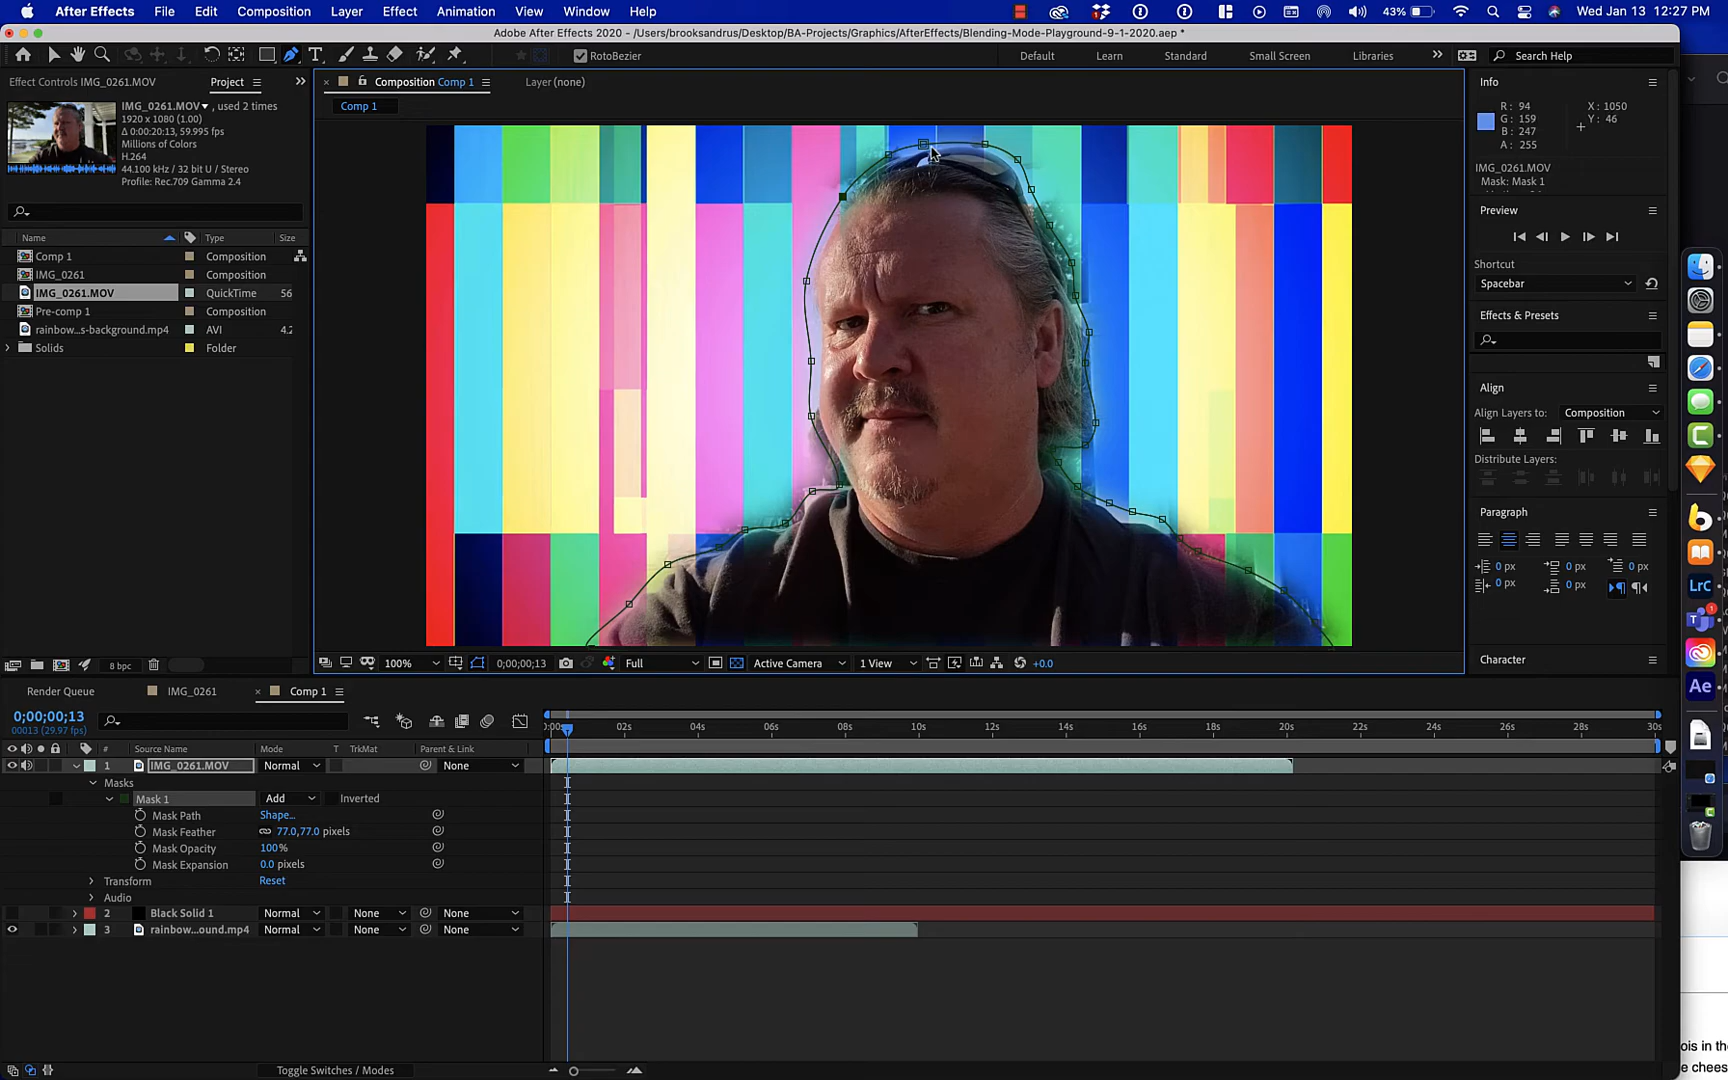 After Effects File Edit Composition Layer Effect Animation View Window Help 43% Wed Jan 13 12:27 PM
Adobe After Effects 2020 - /Users/brooksandrus/Desktop/BA-Projects/Graphics/AfterEffects/Blending-Mode-Playground-9-1-2020.aep *
RotoBezier Default Learn Standard Small Screen Libraries Search Help
Effect Controls IMG_0261.MOV Project
Composition Comp 1 Layer (none)
Info
IMG_0261.MOV , used 2 times
1920 x 1080 (1.00)
Δ 0:00:20:13, 59.995 fps
Millions of Colors
H.264
44.100 kHz / 32 bit U / Stereo
Profile: Rec.709 Gamma 2.4
Comp 1
R: 94
G: 159
B: 247
A: 255
X: 1050
Y: 46
IMG_0261.MOV
Mask: Mask 1
Name Type Size
Comp 1 Composition
IMG_0261 Composition
IMG_0261.MOV QuickTime 56
Pre-comp 1 Composition
rainbow...s-background.mp4 AVI 4.2
Solids Folder
Preview
Shortcut
Spacebar
Effects & Presets
Align
Align Layers to: Composition
Distribute Layers:
Paragraph
0 px 0 px 0 px
0 px 0 px
Character
8 bpc
100% 0;00;00;13 Full Active Camera 1 View +0.0
Render Queue IMG_0261 Comp 1
0;00;00;13
00013 (29.97 fps)
02s 04s 06s 08s 10s 12s 14s 16s 18s 20s 22s 24s 26s 28s 30s
# Source Name Mode T TrkMat Parent & Link
1 IMG_0261.MOV Normal None
Masks
Mask 1 Add Inverted
Mask Path Shape...
Mask Feather 77.0,77.0 pixels
Mask Opacity 100%
Mask Expansion 0.0 pixels
Transform Reset
Audio
2 Black Solid 1 Normal None None
3 rainbow...ound.mp4 Normal None None
Toggle Switches / Modes
Lrc
1
Ae
ois in th
e chees